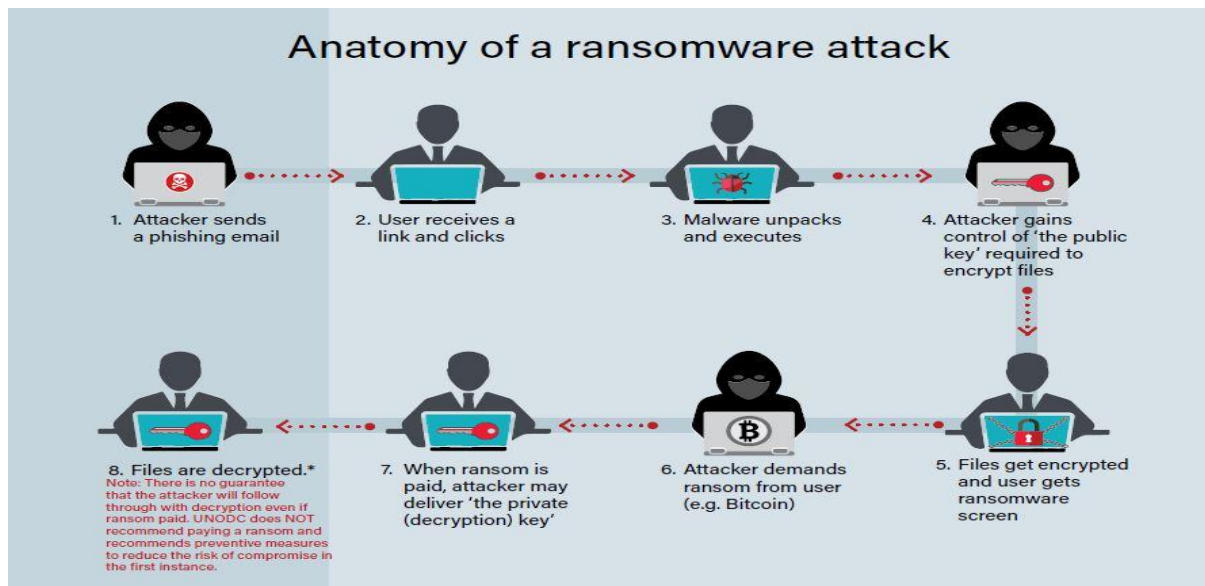 Anatomy of a ransomware attack
1. Attacker sends
a phishing email
2. User receives a
link and clicks
3. Malware unpacks
and executes
4. Attacker gains
control of ‘the public
key’ required to
encrypt files
5. Files get encrypted
and user gets
ransomware
screen
6. Attacker demands
ransom from user
(e.g. Bitcoin)
7. When ransom is
paid, attacker may
deliver ‘the private
(decryption) key’
8. Files are decrypted.*
Note: There is no guarantee
that the attacker will follow
through with decryption even if
ransom paid. UNODC does NOT
recommend paying a ransom and
recommends preventive measures
to reduce the risk of compromise in
the first instance.